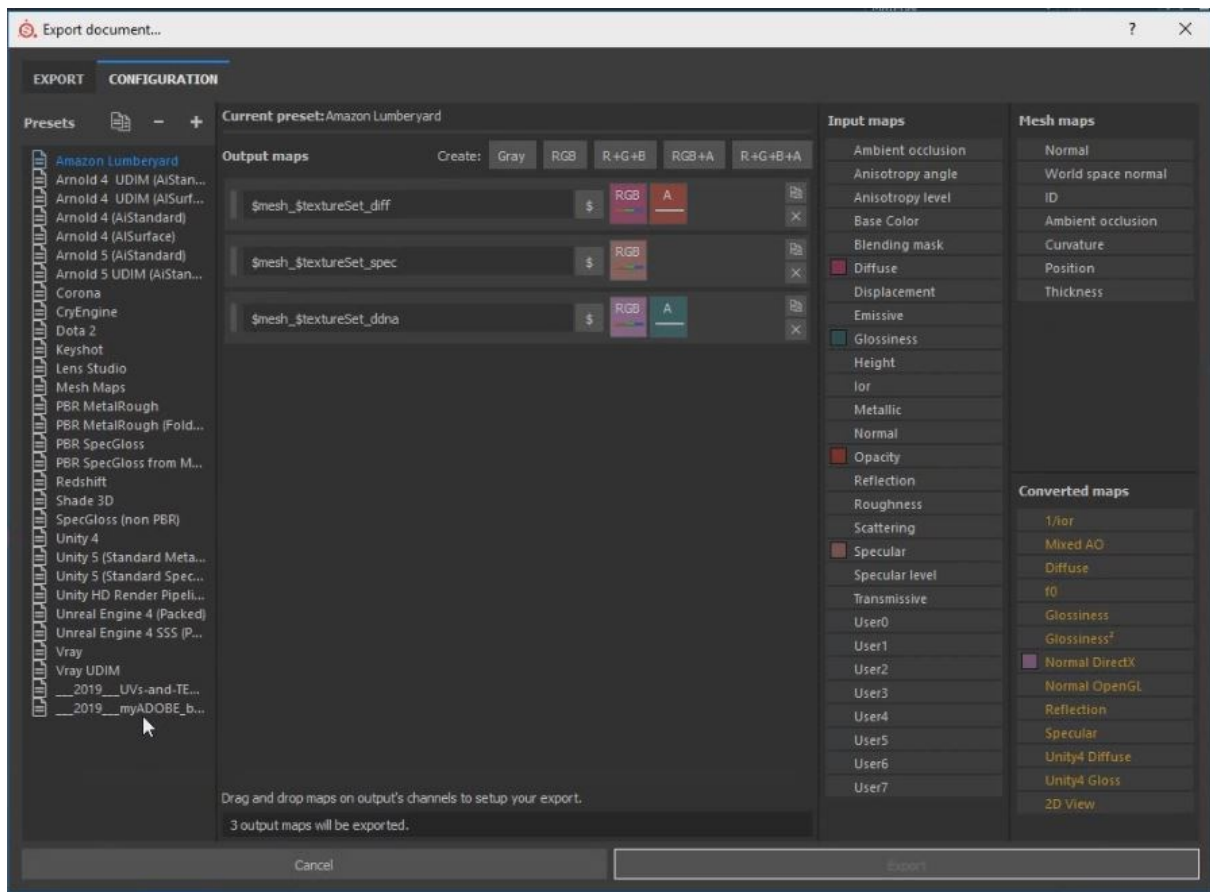 Export document...
?
EXPORT
CONFIGURATION
Presets
Amazon Lumberyard
Arnold 4 UDIM (AiStan...
Arnold 4 UDIM (AlSurf...
Arnold 4 (AiStandard)
Arnold 4 (AlSurface)
Arnold 5 (AiStandard)
Arnold 5 UDIM (AiStan...
Corona
CryEngine
Dota 2
Keyshot
Lens Studio
Mesh Maps
PBR MetalRough
PBR MetalRough (Fold...
PBR SpecGloss
PBR SpecGloss from M...
Redshift
Shade 3D
SpecGloss (non PBR)
Unity 4
Unity 5 (Standard Meta...
Unity 5 (Standard Spec...
Unity HD Render Pipeli...
Unreal Engine 4 (Packed)
Unreal Engine 4 SSS (P...
Vray
Vray UDIM
___2019___UVs-and-TE...
___2019___myADOBE_b...
Current preset: Amazon Lumberyard
Output maps
Create: Gray RGB R+G+B RGB+A R+G+B+A
$mesh_$textureSet_diff $ RGB A
$mesh_$textureSet_spec $ RGB
$mesh_$textureSet_ddna $ RGB A
Drag and drop maps on output's channels to setup your export.
3 output maps will be exported.
Input maps
Ambient occlusion
Anisotropy angle
Anisotropy level
Base Color
Blending mask
Diffuse
Displacement
Emissive
Glossiness
Height
Ior
Metallic
Normal
Opacity
Reflection
Roughness
Scattering
Specular
Specular level
Transmissive
User0
User1
User2
User3
User4
User5
User6
User7
Mesh maps
Normal
World space normal
ID
Ambient occlusion
Curvature
Position
Thickness
Converted maps
1/ior
Mixed AO
Diffuse
f0
Glossiness
Glossiness²
Normal DirectX
Normal OpenGL
Reflection
Specular
Unity4 Diffuse
Unity4 Gloss
2D View
Cancel
Export